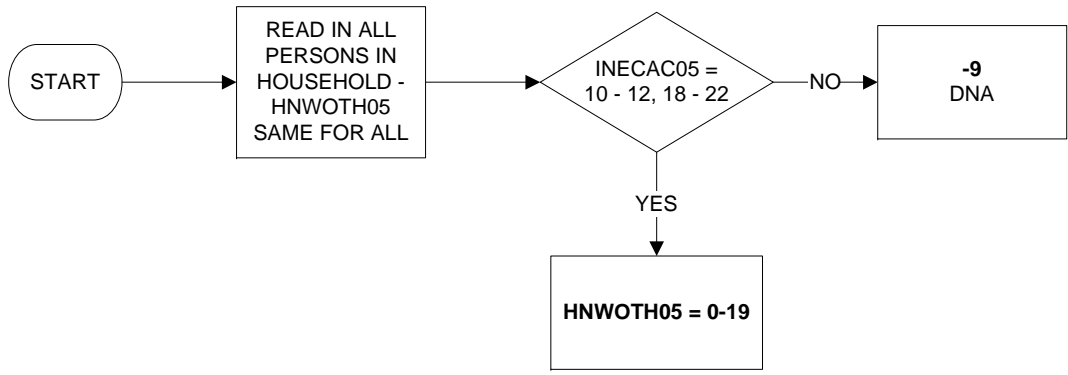 START
READ IN ALL
PERSONS IN
HOUSEHOLD -
HNWOTH05
SAME FOR ALL
INECAC05 =
10 - 12, 18 - 22
NO
-9
DNA
YES
HNWOTH05 = 0-19